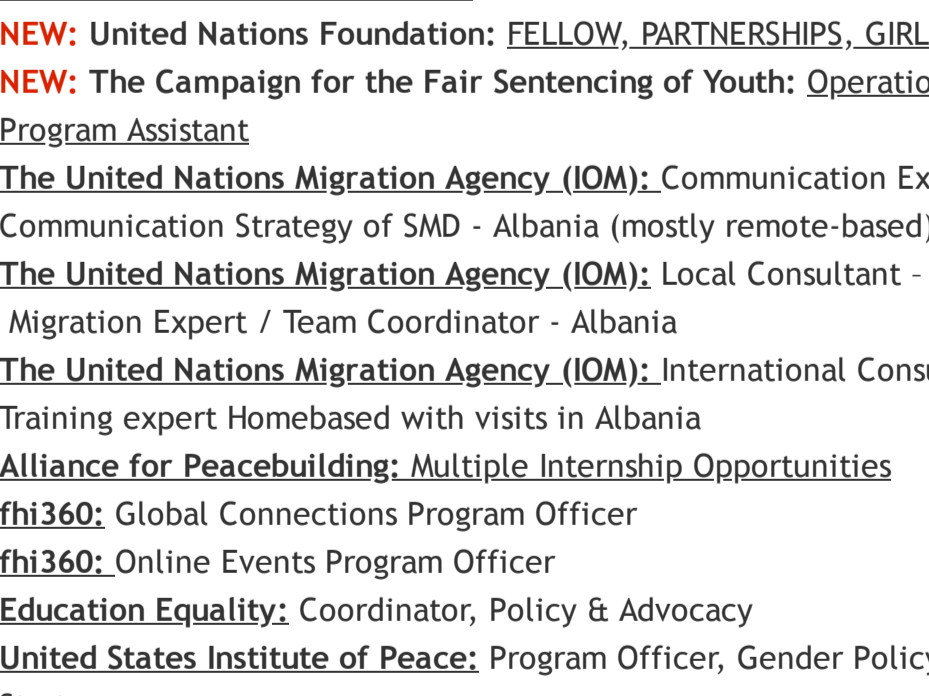 NEW: United Nations Foundation: FELLOW, PARTNERSHIPS, GIRL
NEW: The Campaign for the Fair Sentencing of Youth: Operatio
Program Assistant
The United Nations Migration Agency (IOM): Communication Ex
Communication Strategy of SMD - Albania (mostly remote-based)
The United Nations Migration Agency (IOM): Local Consultant –
Migration Expert / Team Coordinator - Albania
The United Nations Migration Agency (IOM): International Consu
Training expert Homebased with visits in Albania
Alliance for Peacebuilding: Multiple Internship Opportunities
fhi360: Global Connections Program Officer
fhi360: Online Events Program Officer
Education Equality: Coordinator, Policy & Advocacy
United States Institute of Peace: Program Officer, Gender Policy